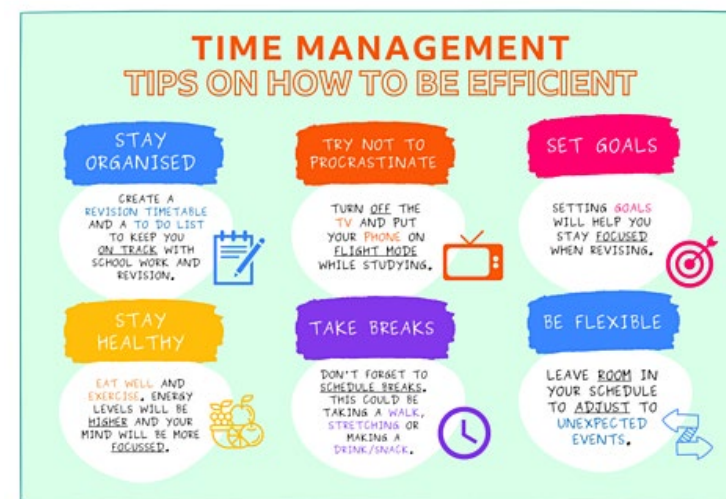 TIME MANAGEMENT
TIPS ON HOW TO BE EFFICIENT
STAY
ORGANISED
CREATE A
REVISION TIMETABLE
AND A TO DO LIST
TO KEEP YOU
ON TRACK WITH
SCHOOL WORK AND
REVISION.
TRY NOT TO
PROCRASTINATE
TURN OFF THE
TV AND PUT
YOUR PHONE ON
FLIGHT MODE
WHILE STUDYING.
SET GOALS
SETTING GOALS
WILL HELP YOU
STAY FOCUSED
WHEN REVISING.
STAY
HEALTHY
EAT WELL AND
EXERCISE. ENERGY
LEVELS WILL BE
HIGHER AND YOUR
MIND WILL BE MORE
FOCUSSED.
TAKE BREAKS
DON'T FORGET TO
SCHEDULE BREAKS.
THIS COULD BE
TAKING A WALK,
STRETCHING OR
MAKING A
DRINK/SNACK.
BE FLEXIBLE
LEAVE ROOM IN
YOUR SCHEDULE
TO ADJUST TO
UNEXPECTED
EVENTS.